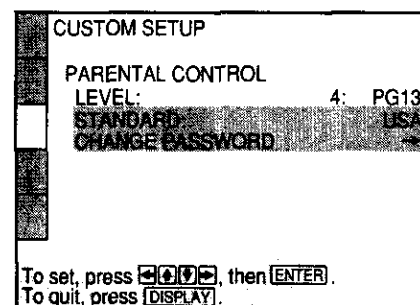 CUSTOM SETUP
PARENTAL CONTROL
LEVEL: 4: PG13
STANDARD: USA
CHANGE PASSWORD →
To set, press ←↑↓→, then ENTER.
To quit, press DISPLAY.